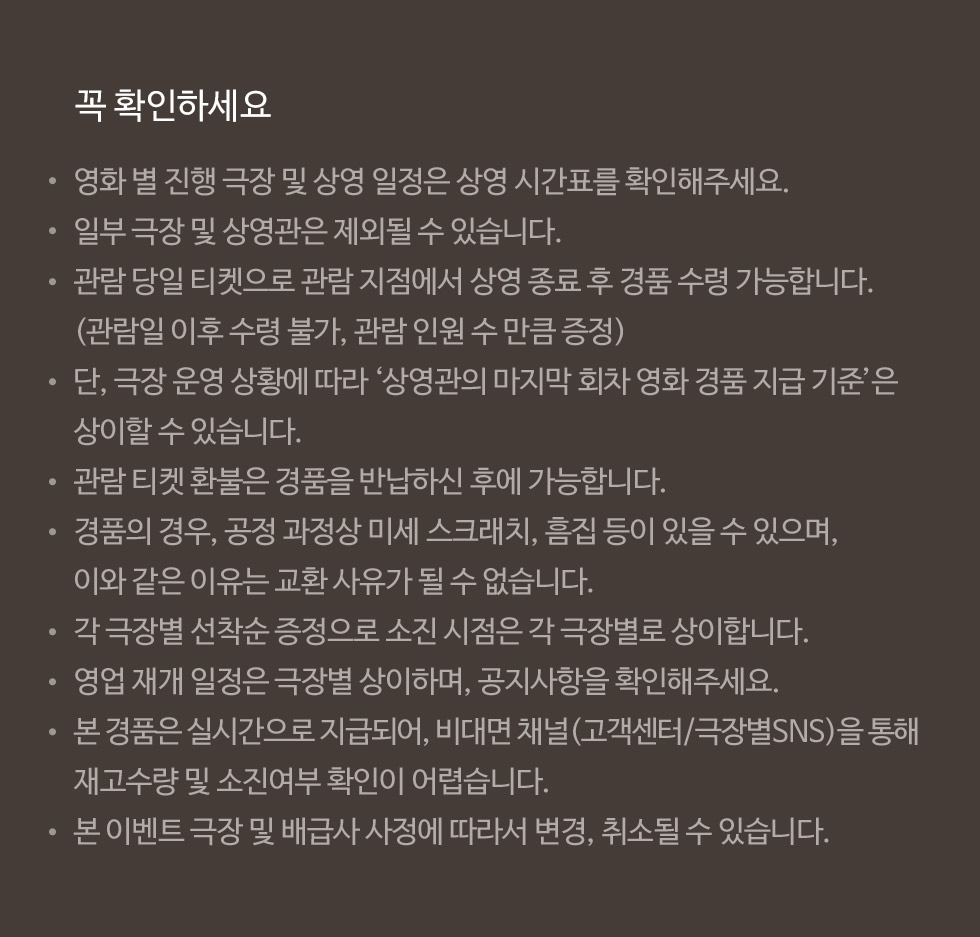 꼭 확인하세요
• 영화 별 진행 극장 및 상영 일정은 상영 시간표를 확인해주세요.
• 일부 극장 및 상영관은 제외될 수 있습니다.
• 관람 당일 티켓으로 관람 지점에서 상영 종료 후 경품 수령 가능합니다.
(관람일 이후 수령 불가, 관람 인원 수 만큼 증정)
• 단, 극장 운영 상황에 따라 ‘상영관의 마지막 회차 영화 경품 지급 기준’은
상이할 수 있습니다.
• 관람 티켓 환불은 경품을 반납하신 후에 가능합니다.
• 경품의 경우, 공정 과정상 미세 스크래치, 흠집 등이 있을 수 있으며,
이와 같은 이유는 교환 사유가 될 수 없습니다.
• 각 극장별 선착순 증정으로 소진 시점은 각 극장별로 상이합니다.
• 영업 재개 일정은 극장별 상이하며, 공지사항을 확인해주세요.
• 본 경품은 실시간으로 지급되어, 비대면 채널(고객센터/극장별SNS)을 통해
재고수량 및 소진여부 확인이 어렵습니다.
• 본 이벤트 극장 및 배급사 사정에 따라서 변경, 취소될 수 있습니다.